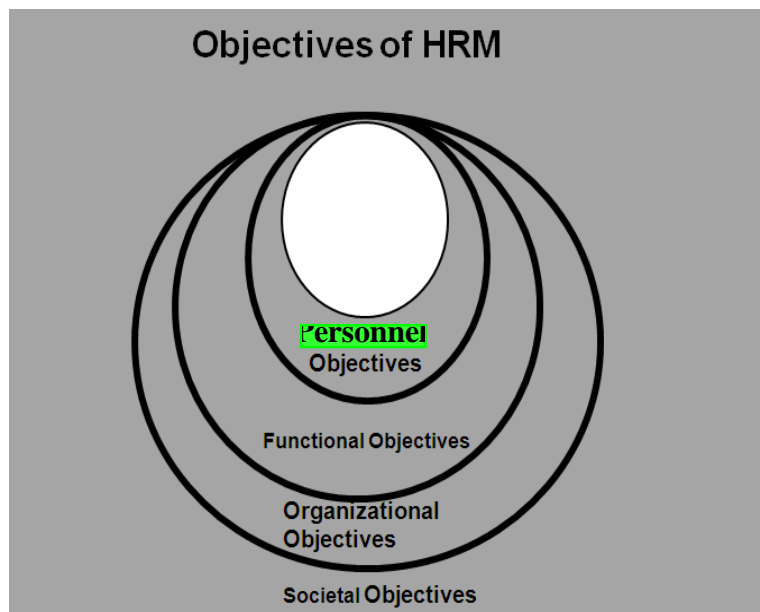 Objectives of HRM
Personnel
Objectives
Functional Objectives
Organizational
Objectives
Societal Objectives